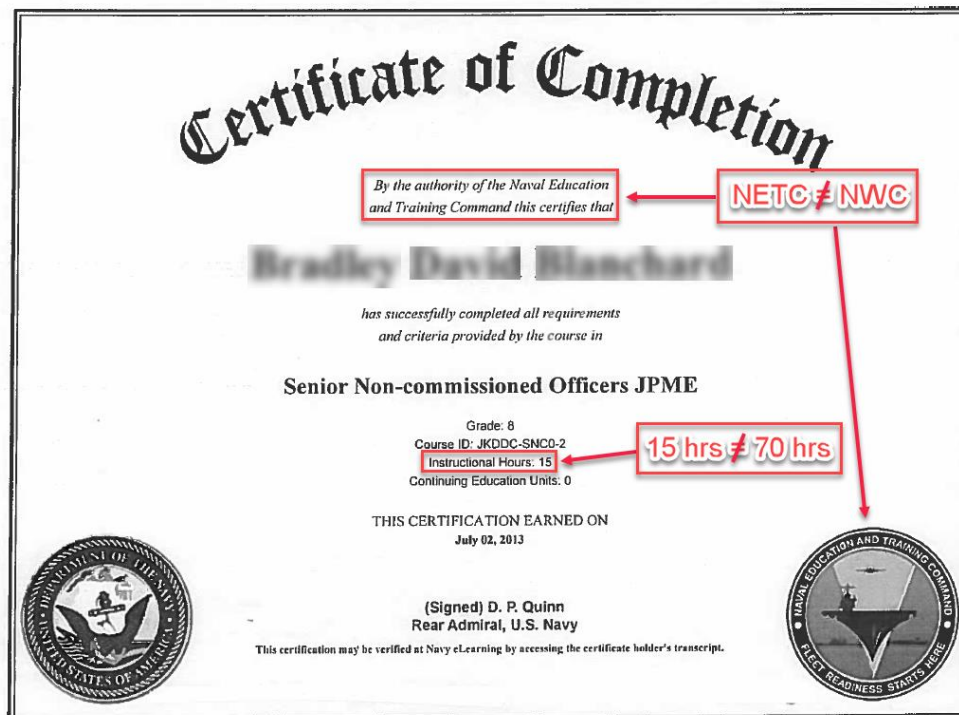 Certificate of Completion
By the authority of the Naval Education
and Training Command this certifies that
NETC ≠ NWC
Bradley David Blanchard
has successfully completed all requirements
and criteria provided by the course in
Senior Non-commissioned Officers JPME
Grade: 8
Course ID: JKDDC-SNC0-2
Instructional Hours: 15
15 hrs ≠ 70 hrs
Continuing Education Units: 0
THIS CERTIFICATION EARNED ON
July 02, 2013
DEPARTMENT OF THE NAVY
UNITED STATES OF AMERICA
NAVAL EDUCATION AND TRAINING COMMAND
FLEET READINESS STARTS HERE
(Signed) D. P. Quinn
Rear Admiral, U.S. Navy
This certification may be verified at Navy eLearning by accessing the certificate holder's transcript.